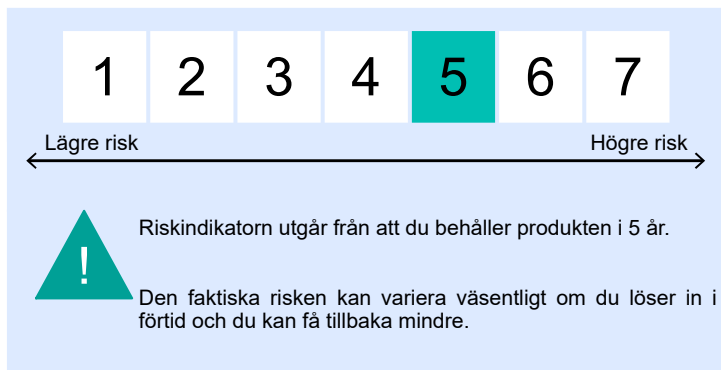 1 2 3 4 5 6 7
Lägre risk Högre risk
!
Riskindikatorn utgår från att du behåller produkten i 5 år.
Den faktiska risken kan variera väsentligt om du löser in i
förtid och du kan få tillbaka mindre.